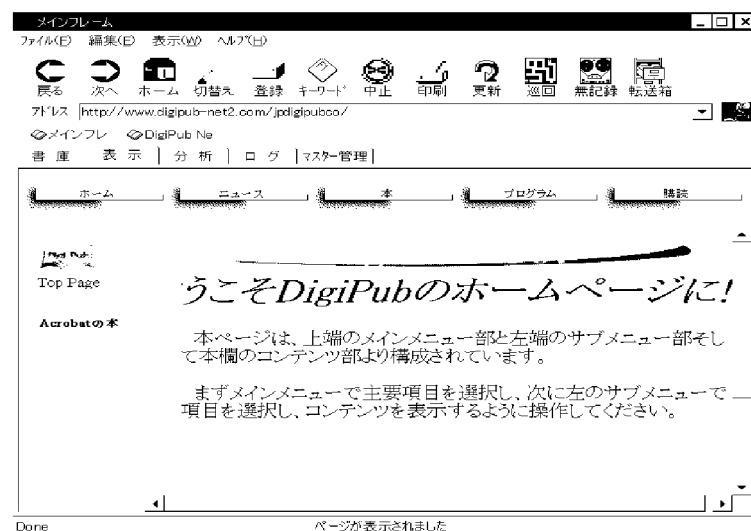 メインフレーム
ファイル(F) 編集(E) 表示(W) ヘルプ(H)
戻る 次へ ホーム 切替え 登録 キーワード 中止 印刷 更新 巡回 無記録 転送箱
アドレス http://www.digipub-net2.com/jpdigipubco/
メインフレ DigiPub Ne
書庫 表示 分析 ログ マスター管理
ホーム ニュース 本 プログラム 購読
Top Page
うこそDigiPubのホームページに!
Acrobatの本
本ページは、上端のメインメニュー部と左端のサブメニュー部そし
て本欄のコンテンツ部より構成されています。
まずメインメニューで主要項目を選択し、次に左のサブメニューで
項目を選択し、コンテンツを表示するように操作してください。
Done ページが表示されました